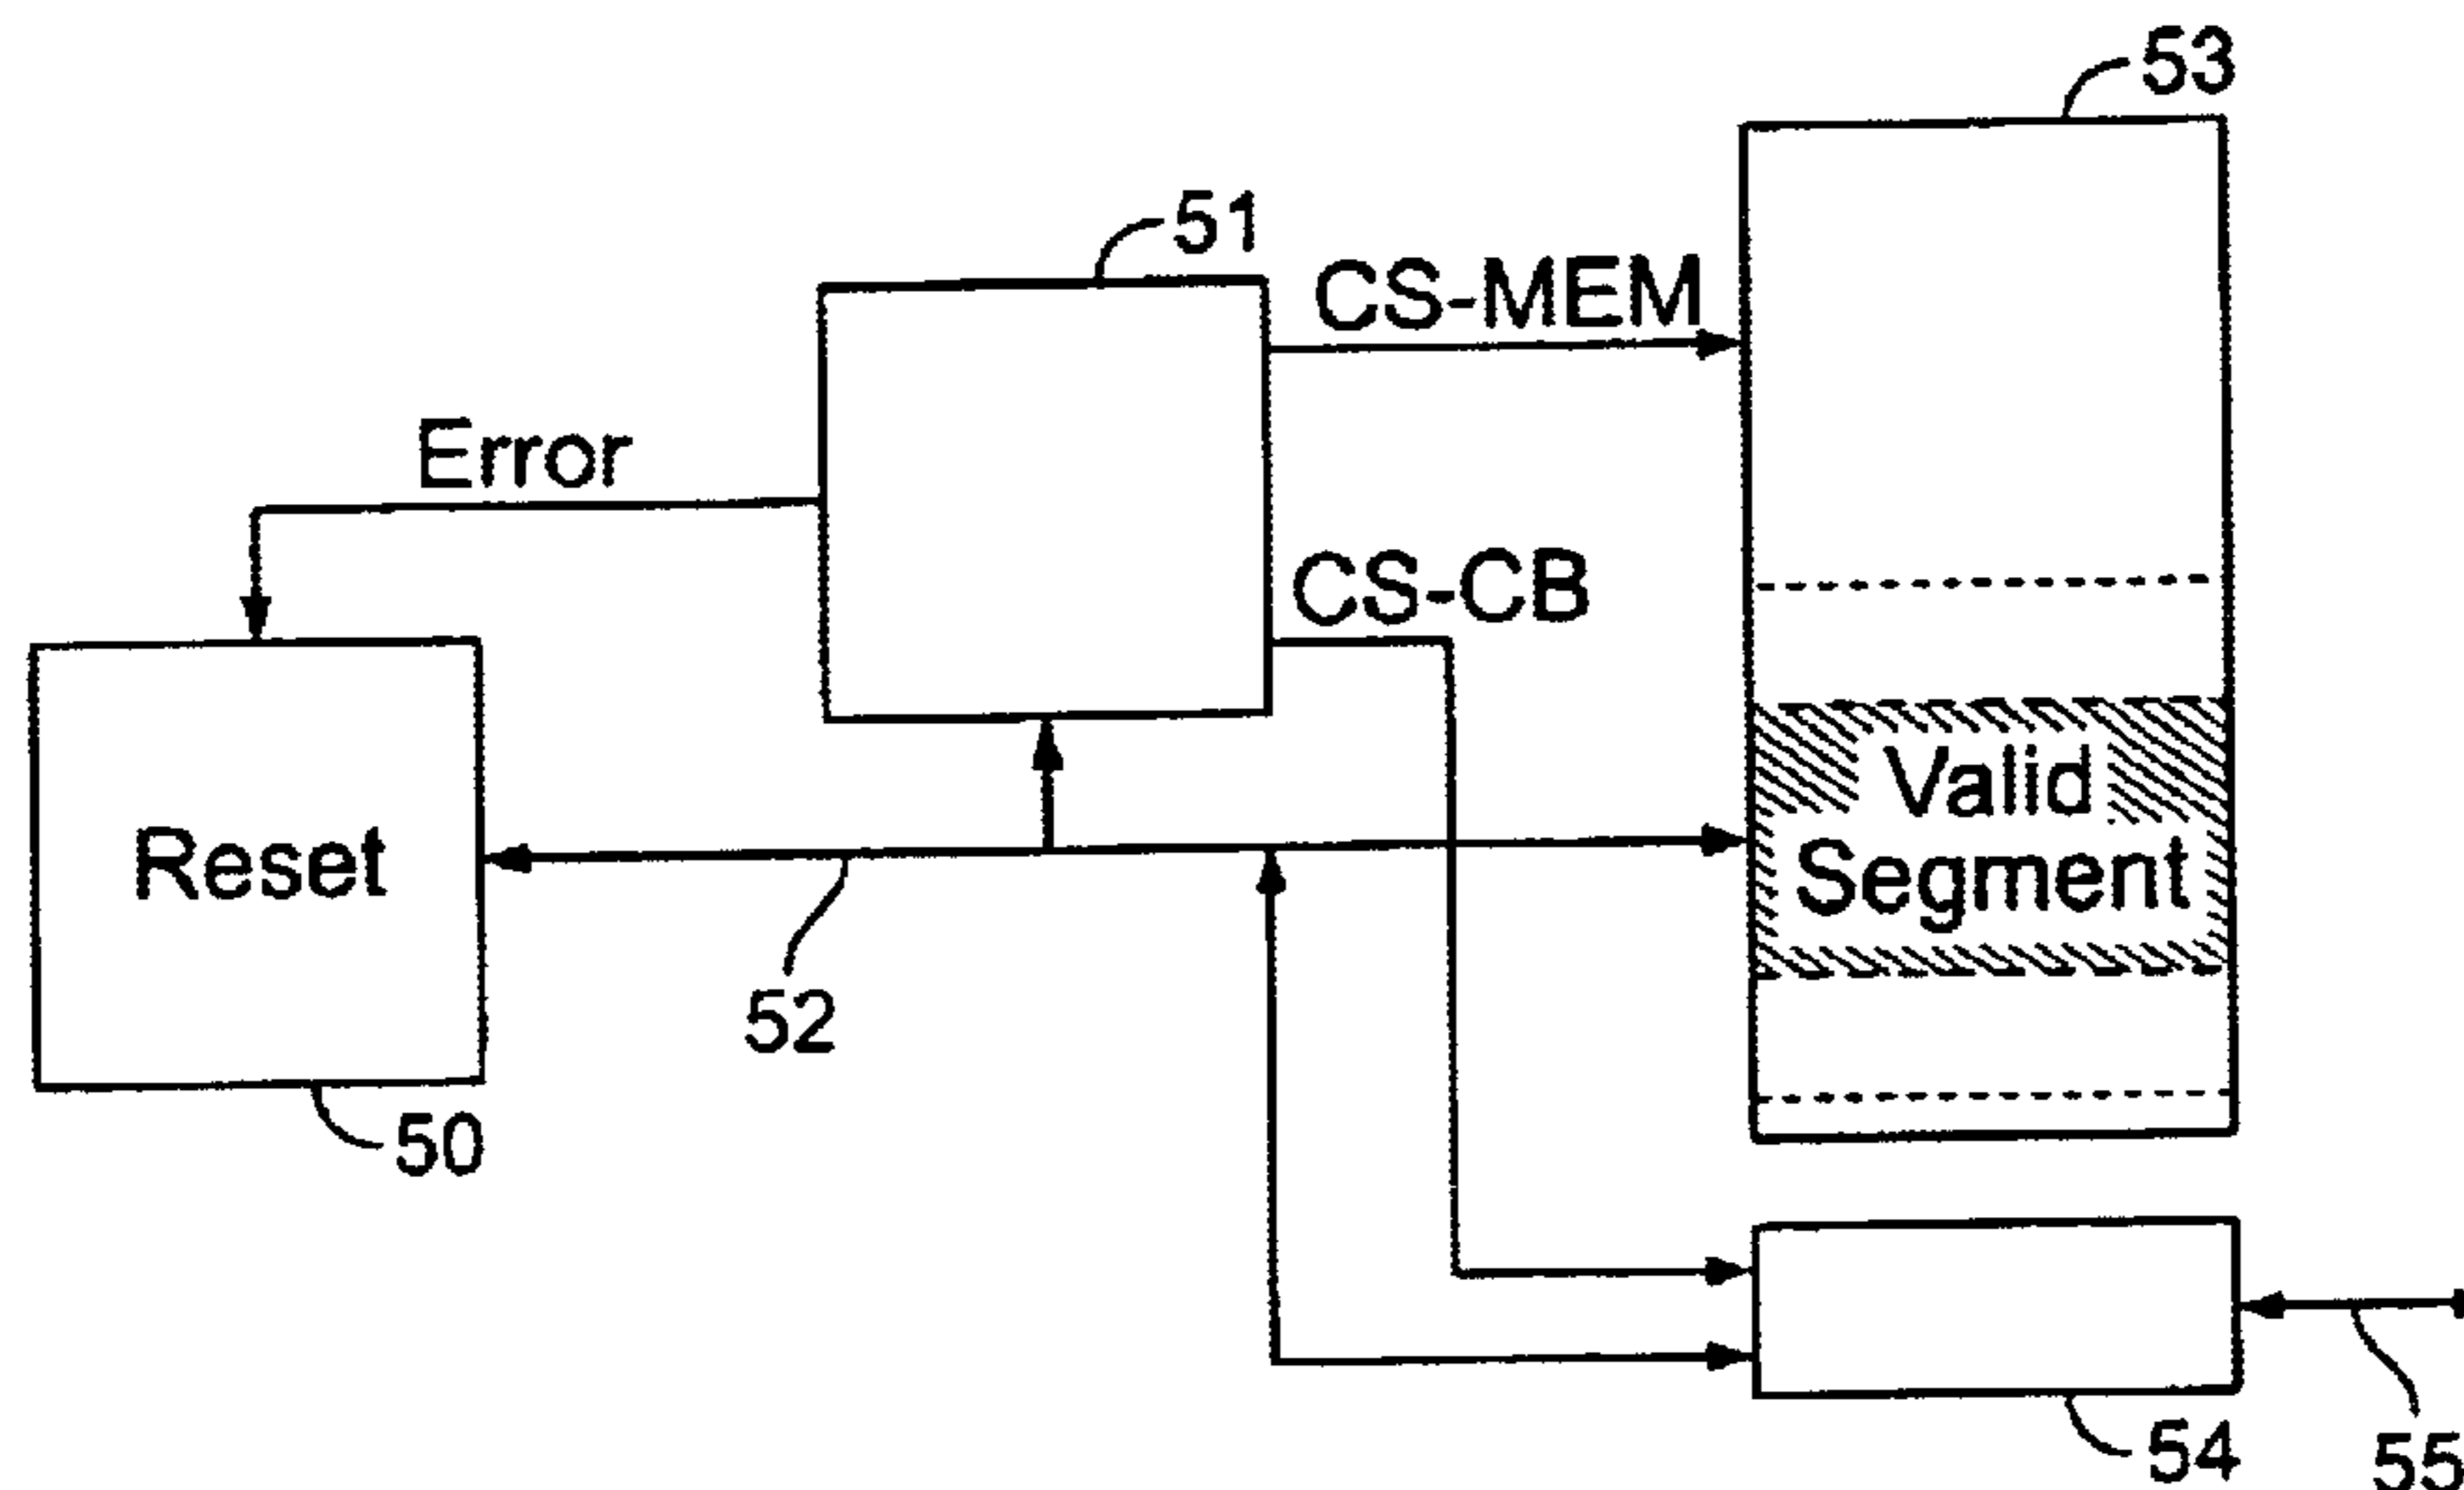 53
51
CS-MEM
Error
CS-CB
Valid
Segment
Reset
52
50
54
55